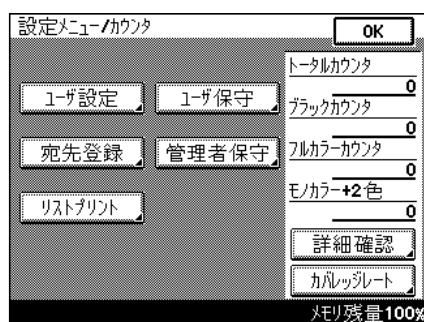 設定メニュー/カウンタ
OK
ユーザ設定
ユーザ保守
宛先登録
管理者保守
リストプリント
トータルカウンタ
0
ブラックカウンタ
0
フルカラーカウンタ
0
モノカラー+2色
0
詳細確認
カバレッジレート
メモリ残量100%